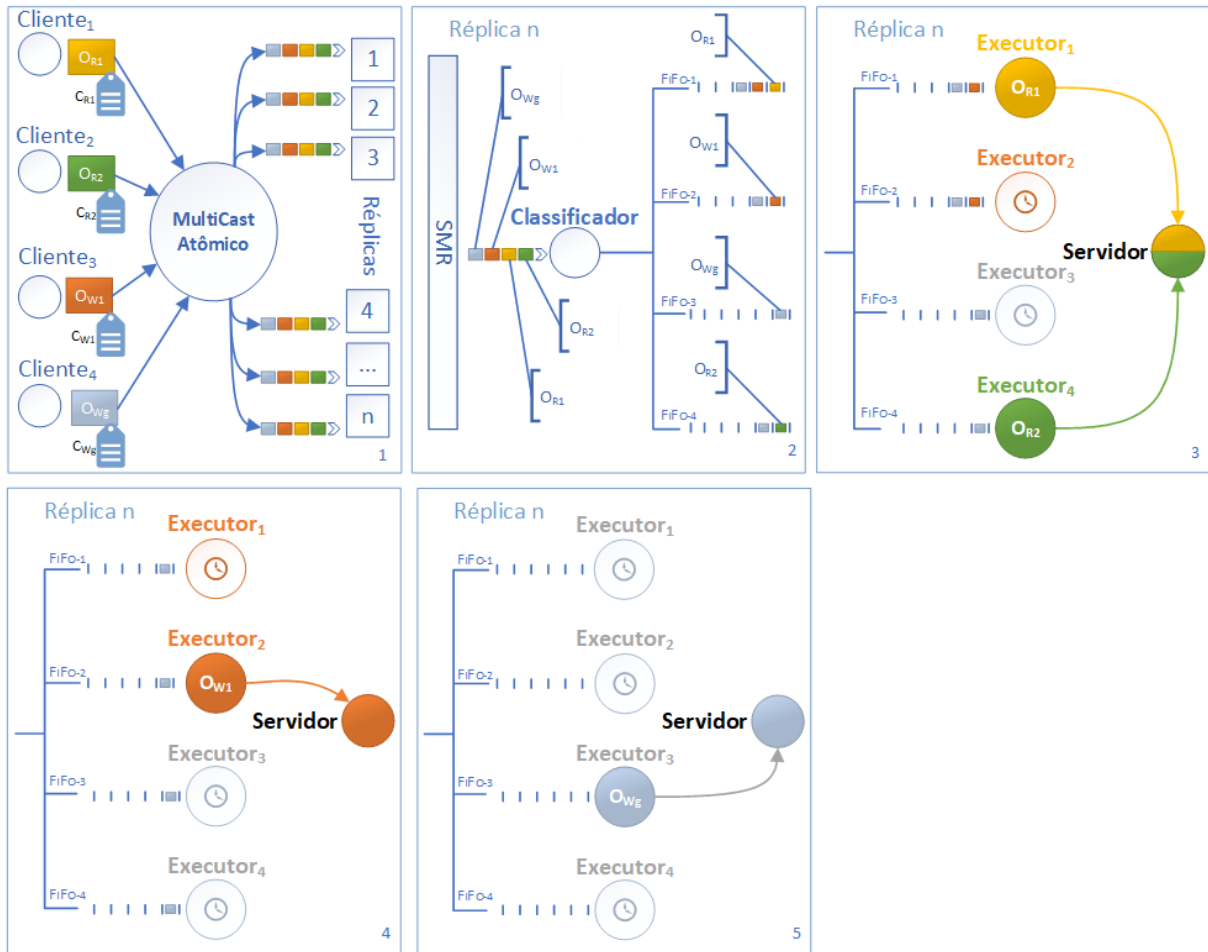 Cliente1
OR1
CR1
Cliente2
OR2
CR2
Cliente3
OW1
CW1
Cliente4
OWg
CWg
MultiCast
Atômico
1
2
3
Réplicas
4
...
n
1
Réplica n
SMR
OWg
OW1
Classificador
OR2
OR1
OR1
FiFo-1
OW1
FiFo-2
OWg
FiFo-3
OR2
FiFo-4
2
Réplica n
Executor1
FiFo-1
OR1
Executor2
FiFo-2
Servidor
Executor3
FiFo-3
Executor4
FiFo-4
OR2
3
Réplica n
Executor1
FiFo-1
Executor2
FiFo-2
OW1
Servidor
Executor3
FiFo-3
Executor4
FiFo-4
4
Réplica n
Executor1
FiFo-1
Executor2
FiFo-2
Servidor
Executor3
FiFo-3
OWg
Executor4
FiFo-4
5